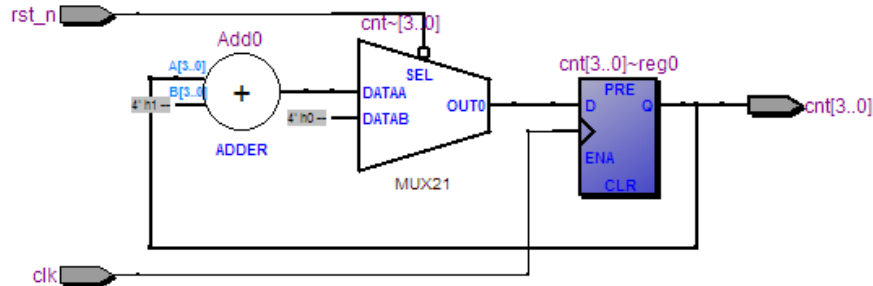 rst_n
cnt~[3..0]
Add0
SEL
A[3..0]
B[3..0]
4' h1 --
+
ADDER
DATAA
DATAB
4' h0 --
OUT0
MUX21
cnt[3..0]~reg0
PRE
D
Q
ENA
CLR
cnt[3..0]
clk